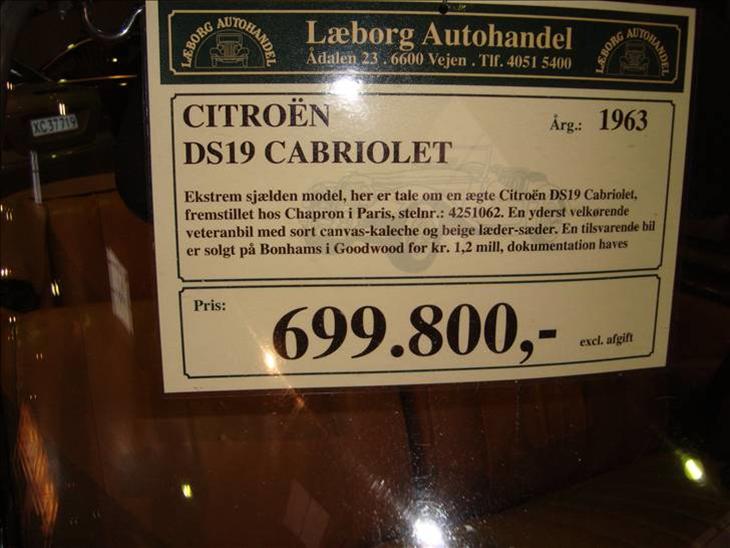 LÆBORG AUTOHANDEL
Læborg Autohandel
LÆBORG AUTOHANDEL
Ådalen 23 . 6600 Vejen . Tlf. 4051 5400
XC37719
CITROËN
Årg.: 1963
DS19 CABRIOLET
Ekstrem sjælden model, her er tale om en ægte Citroën DS19 Cabriolet,
fremstillet hos Chapron i Paris, stelnr.: 4251062. En yderst velkørende
veteranbil med sort canvas-kaleche og beige læder-sæder. En tilsvarende bil
er solgt på Bonhams i Goodwood for kr. 1,2 mill, dokumentation haves
Pris:
699.800,- excl. afgift